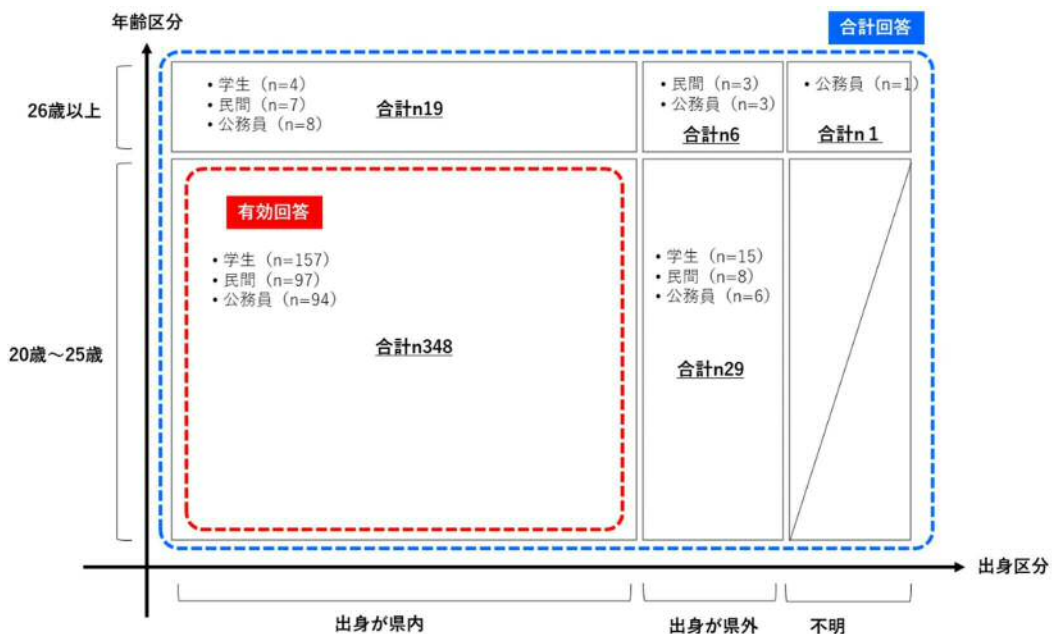 年齢区分
合計回答
26歳以上
• 学生（n=4）
• 民間（n=7）
• 公務員（n=8）
合計n19
• 民間（n=3）
• 公務員（n=3）
合計n6
• 公務員（n=1）
合計n１
20歳～25歳
有効回答
• 学生（n=157）
• 民間（n=97）
• 公務員（n=94）
合計n348
• 学生（n=15）
• 民間（n=8）
• 公務員（n=6）
合計n29
出身区分
出身が県内
出身が県外
不明